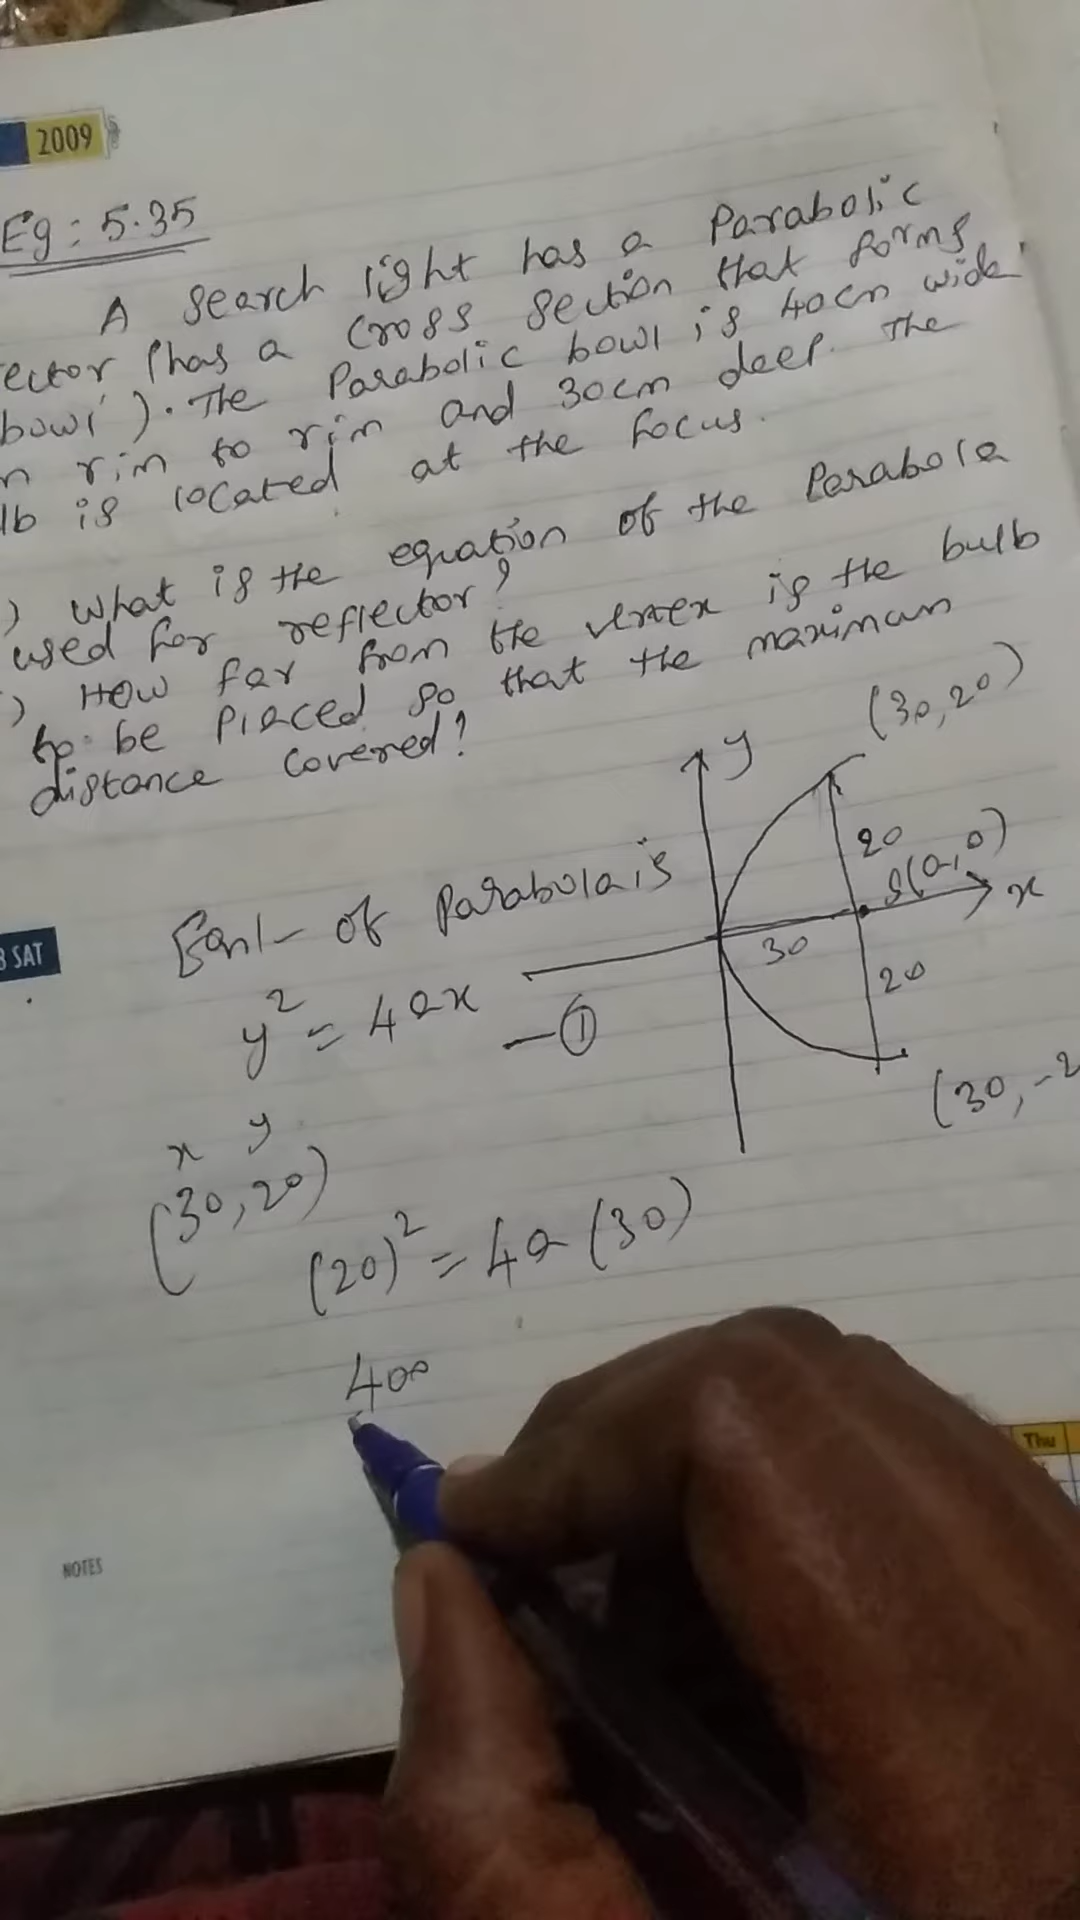 2009
Eg: 5.35
A search light has a Parabolic
ector (has a cross section that forms
bowl'). The Parabolic bowl is 40cm wide
rim to rim and 30cm deep. The
lb is located at the focus.
) What is the equation of the Parabola
used for reflector?
) How far from the vertex is the bulb
to be placed so that the maximum
distance covered?
(30,20)
y
20
S(a,0)
x
30
20
(30,-2
SAT
Eqn/- of Parabola is
y² = 4ax —①
x y
(30,20)
(20)² = 4a(30)
400
Thu
NOTES